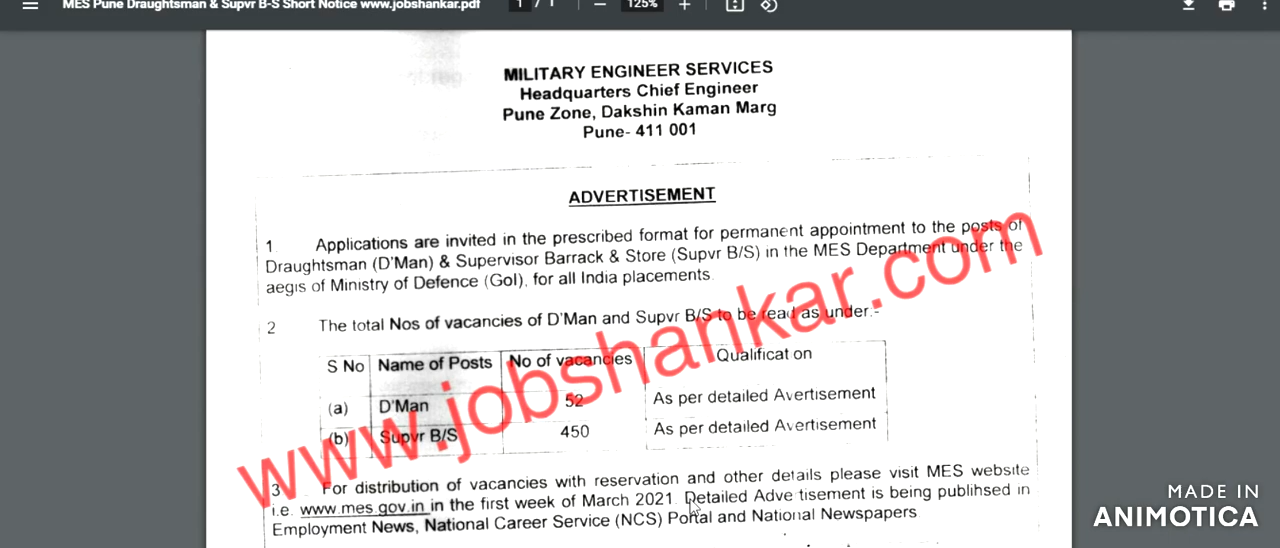 MES Pune Draughtsman & Supvr B-S Short Notice www.jobshankar.pdf 1 / 1 125%
MILITARY ENGINEER SERVICES
Headquarters Chief Engineer
Pune Zone, Dakshin Kaman Marg
Pune- 411 001
ADVERTISEMENT
1. Applications are invited in the prescribed format for permanent appointment to the posts of
Draughtsman (D'Man) & Supervisor Barrack & Store (Supvr B/S) in the MES Department under the
aegis of Ministry of Defence (GoI), for all India placements.
2 The total Nos of vacancies of D'Man and Supvr B/S to be read as under:-
S No Name of Posts No of vacancies Qualificat on
(a) D'Man 52 As per detailed Avertisement
(b) Supvr B/S 450 As per detailed Avertisement
3 For distribution of vacancies with reservation and other details please visit MES website
i.e. www.mes.gov.in in the first week of March 2021. Detailed Adve tisement is being publihsed in
Employment News, National Career Service (NCS) Portal and National Newspapers.
www.jobshankar.com
MADE IN
ANIMOTICA